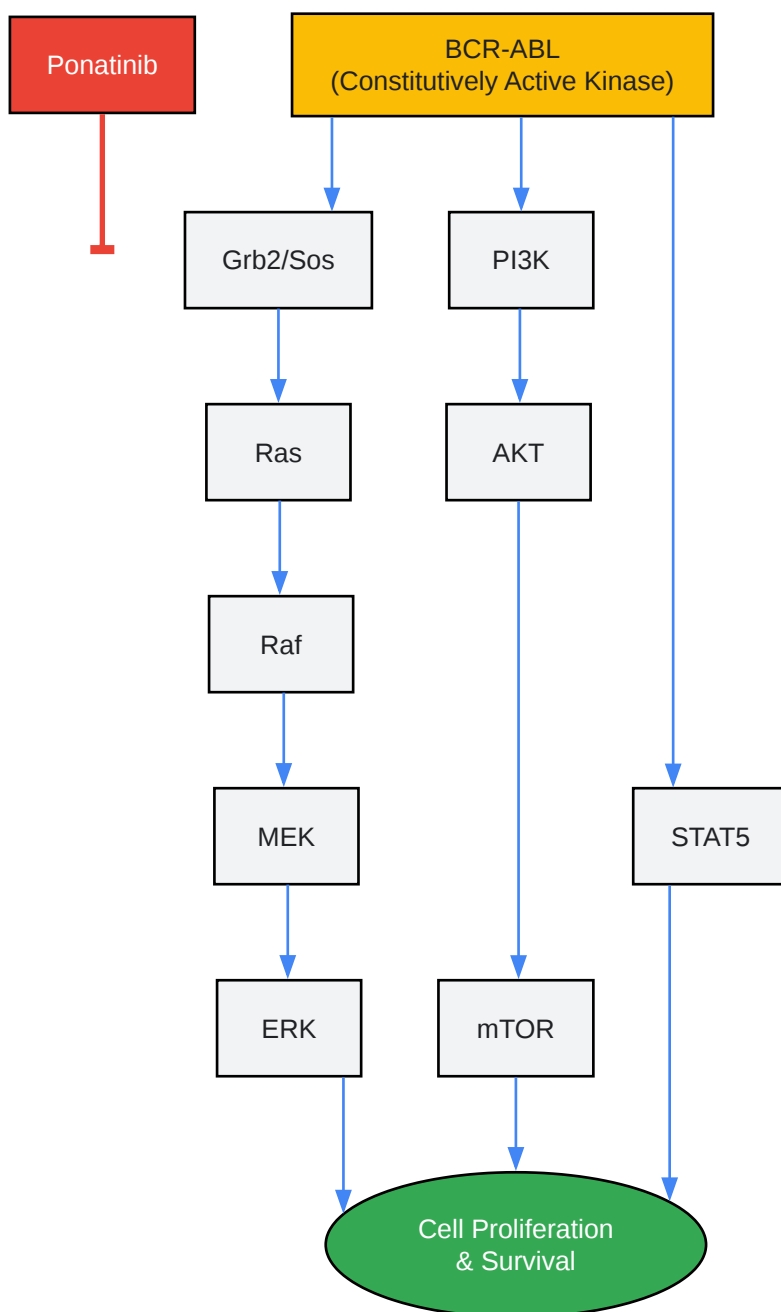 Ponatinib
BCR-ABL
(Constitutively Active Kinase)
Grb2/Sos
PI3K
Ras
AKT
Raf
MEK
STAT5
ERK
mTOR
Cell Proliferation
& Survival